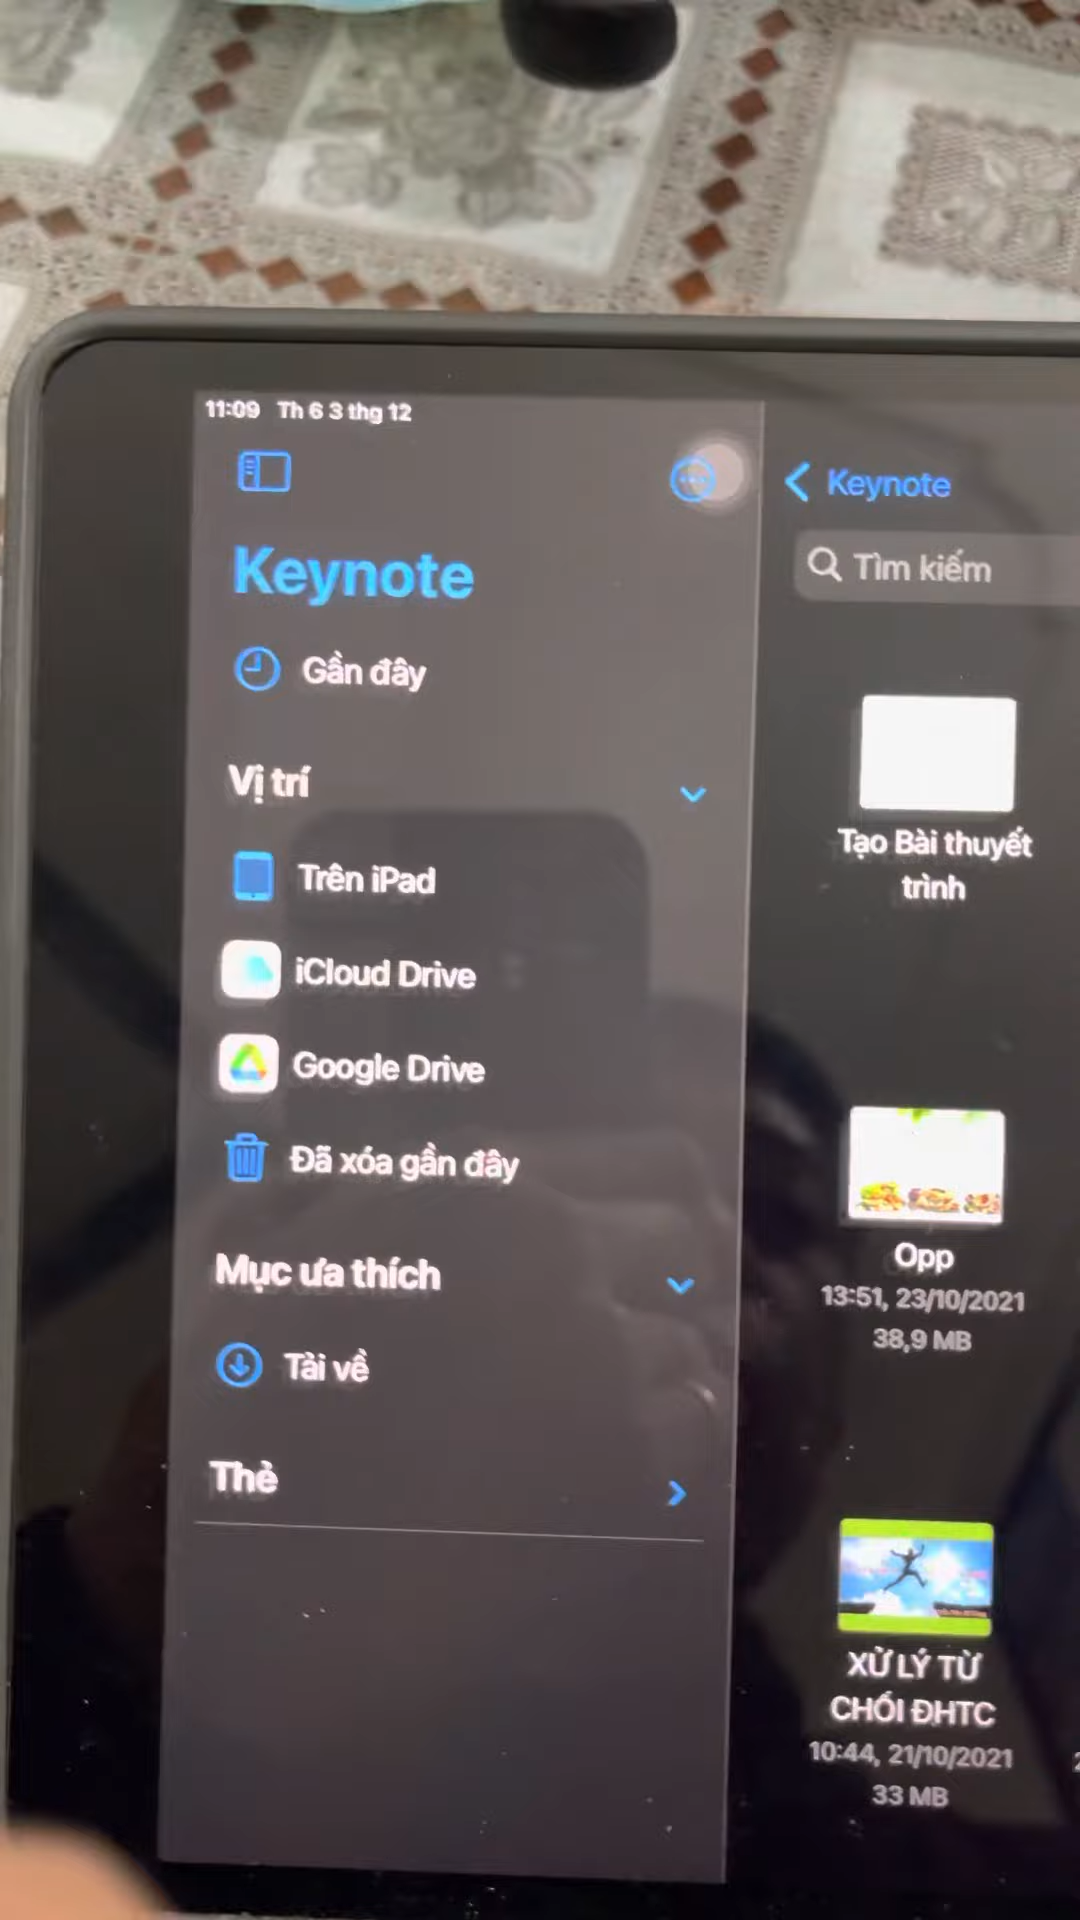 11:09 Th 6 3 thg 12
Keynote
Gần đây
Vị trí
Trên iPad
iCloud Drive
Google Drive
Đã xóa gần đây
Mục ưa thích
Tải về
Thẻ
Keynote
Tìm kiếm
Tạo Bài thuyết
trình
Opp
13:51, 23/10/2021
38,9 MB
XỬ LÝ TỪ
CHỐI ĐHTC
10:44, 21/10/2021
33 MB